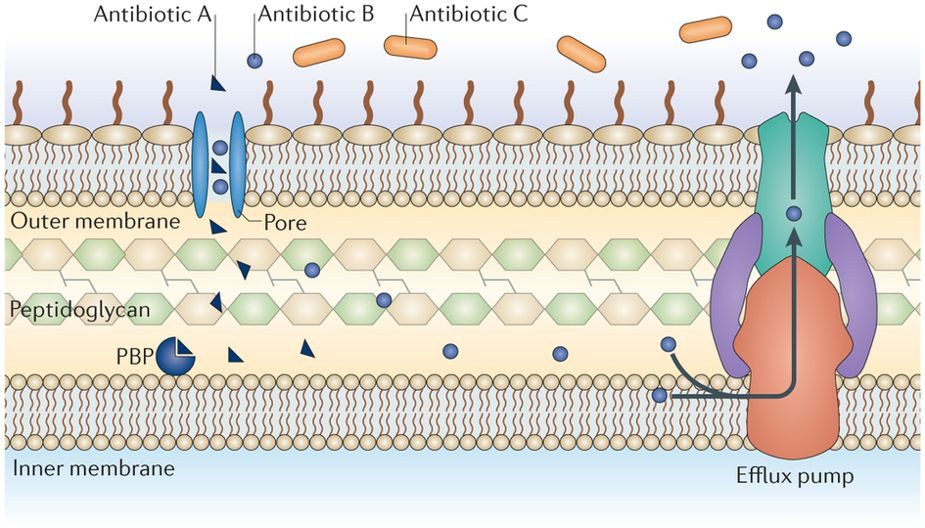 Antibiotic A
Antibiotic B
Antibiotic C
Outer membrane
Pore
Peptidoglycan
PBP
Inner membrane
Efflux pump